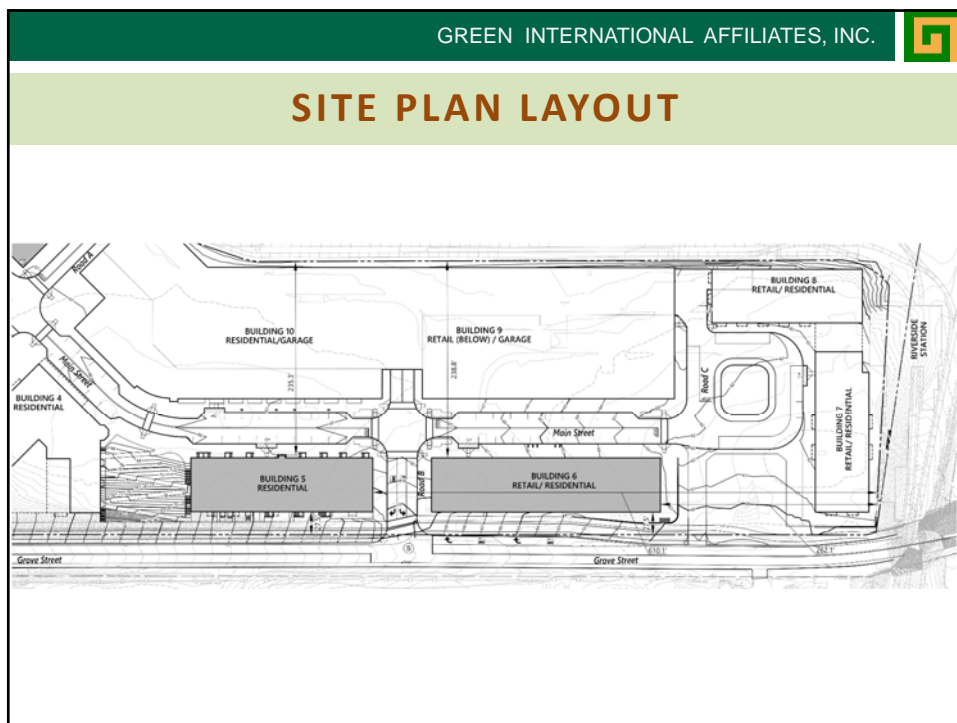 GREEN INTERNATIONAL AFFILIATES, INC.
SITE PLAN LAYOUT
Road A
BUILDING 8
RETAIL/ RESIDENTIAL
BUILDING 10
RESIDENTIAL/GARAGE
BUILDING 9
RETAIL (BELOW) / GARAGE
RIVERSIDE
STATION
235.3'
238.8'
Main Street
Road C
BUILDING 4
RESIDENTIAL
BUILDING 7
RETAIL/ RESIDENTIAL
Main Street
BUILDING 5
RESIDENTIAL
Road B
BUILDING 6
RETAIL/ RESIDENTIAL
610.1'
262.1'
Grove Street
Grove Street